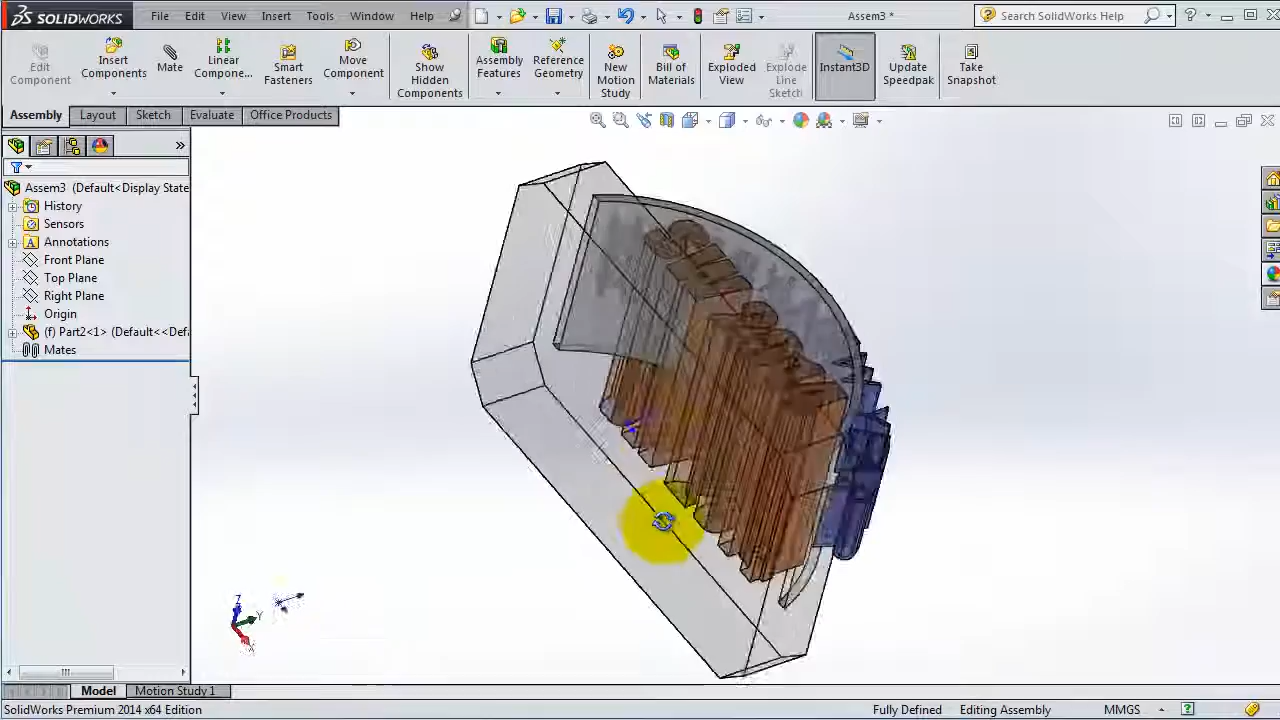 SOLIDWORKS File Edit View Insert Tools Window Help Assem3 * Search SolidWorks Help
Edit Component
Insert Components
Mate
Linear Compone...
Smart Fasteners
Move Component
Show Hidden Components
Assembly Features
Reference Geometry
New Motion Study
Bill of Materials
Exploded View
Explode Line Sketch
Instant3D
Update Speedpak
Take Snapshot
Assembly Layout Sketch Evaluate Office Products
Assem3 (Default<Display State
History
Sensors
Annotations
Front Plane
Top Plane
Right Plane
Origin
(f) Part2<1> (Default<<Def
Mates
Z
Y
X
Model Motion Study 1
SolidWorks Premium 2014 x64 Edition Fully Defined Editing Assembly MMGS